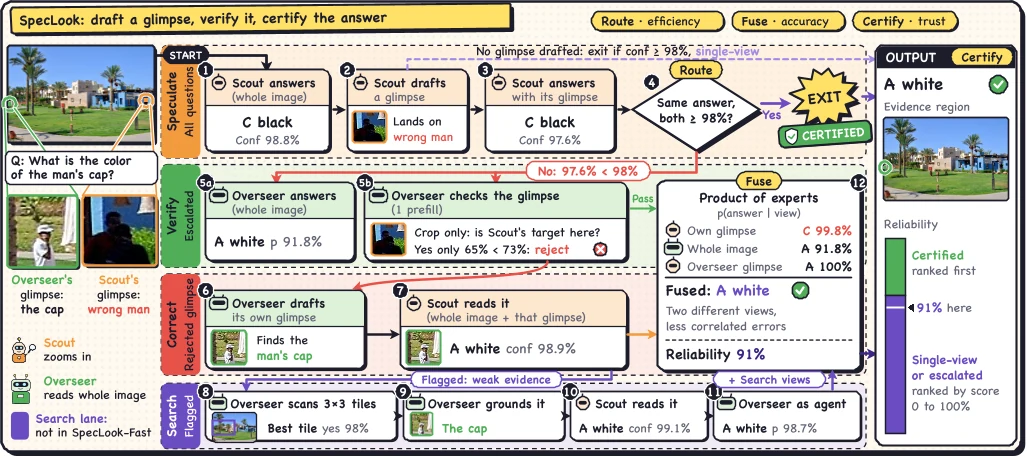 SpecLook: draft a glimpse, verify it, certify the answer
Route · efficiency
Fuse · accuracy
Certify · trust
Q: What is the color
of the man's cap?
Overseer's
glimpse:
the cap
Scout's
glimpse:
wrong man
Scout
zooms in
Overseer
reads whole image
Search lane:
not in SpecLook-Fast
START
No glimpse drafted: exit if conf ≥ 98%, single-view
Speculate
All questions
1
Scout answers
(whole image)
C black
Conf 98.8%
2
Scout drafts
a glimpse
Lands on
wrong man
3
Scout answers
with its glimpse
C black
Conf 97.6%
4
Route
Same answer,
both ≥ 98%?
Yes
EXIT
CERTIFIED
No: 97.6% < 98%
Verify
Escalated
5a
Overseer answers
(whole image)
A white p 91.8%
5b
Overseer checks the glimpse
(1 prefill)
Crop only: is Scout's target here?
Yes only 65% < 73%: reject
Pass
Fuse
12
Product of experts
p(answer | view)
Own glimpse C 99.8%
Whole image A 91.8%
Overseer glimpse A 100%
Fused: A white
Two different views,
less correlated errors
Reliability 91%
Correct
Rejected glimpse
6
Overseer drafts
its own glimpse
Finds the
man's cap
7
Scout reads it
(whole image + that glimpse)
A white conf 98.9%
Flagged: weak evidence
+ Search views
Search
Flagged
8
Overseer scans 3×3 tiles
Best tile yes 98%
9
Overseer grounds it
The cap
10
Scout reads it
A white conf 99.1%
11
Overseer as agent
A white p 98.7%
OUTPUT
Certify
A white
Evidence region
Reliability
Certified
ranked first
91% here
Single-view
or escalated
ranked by score
0 to 100%